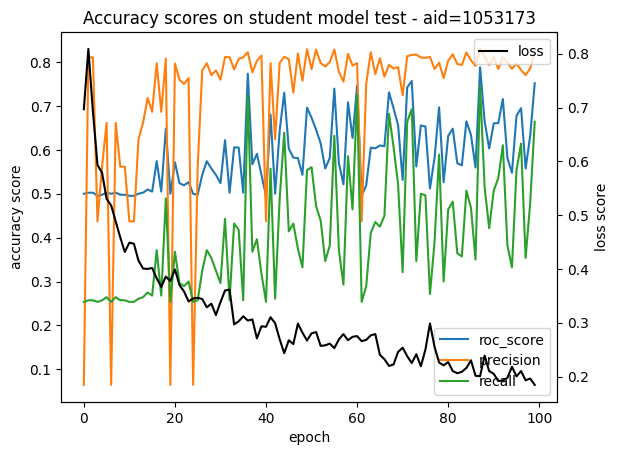 Accuracy scores on student model test - aid=1053173
loss
0.8
0.7
0.6
0.5
0.4
0.3
0.2
0.1
accuracy score
0.8
0.7
0.6
0.5
0.4
0.3
0.2
loss score
roc_score
precision
recall
0
20
40
60
80
100
epoch